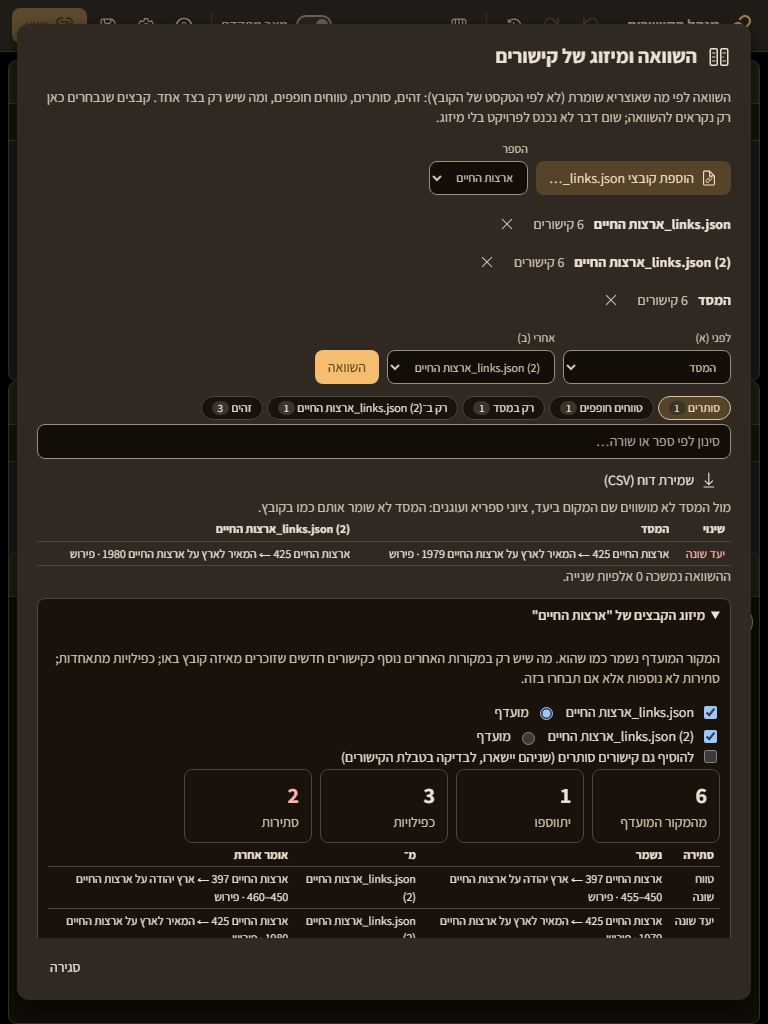 השוואה ומיזוג של קישורים
השוואה לפי מה שאוצריא שומרת (לא לפי הטקסט של הקובץ): זהים, סותרים, טווחים חופפים, ומה שיש רק בצד אחד. קבצים שנבחרים כאן
רק נקראים להשוואה; שום דבר לא נכנס לפרויקט בלי מיזוג.
הספר
הוספת קובצי links.json_…
ארצות החיים
ארצות החיים_links.json 6 קישורים
ארצות החיים_links.json (2) 6 קישורים
המסד 6 קישורים
לפני (א)
אחרי (ב)
המסד
ארצות החיים_links.json (2)
השוואה
סותרים 1
טווחים חופפים 1
רק במסד 1
רק ב־ארצות החיים_links.json (2) 1
זהים 3
סינון לפי ספר או שורה…
שמירת דוח (CSV)
מול המסד לא מושווים שם המקום ביעד, ציוני ספריא ועוגנים: המסד לא שומר אותם כמו בקובץ.
שינוי המסד ארצות החיים_links.json (2)
יעד שונה ארצות החיים 425 ← המאיר לארץ על ארצות החיים 1979 · פירוש ארצות החיים 425 ← המאיר לארץ על ארצות החיים 1980 · פירוש
ההשוואה נמשכה 0 אלפיות שנייה.
▼ מיזוג הקבצים של "ארצות החיים"
המקור המועדף נשמר כמו שהוא. מה שיש רק במקורות האחרים נוסף כקישורים חדשים שזוכרים מאיזה קובץ באו; כפילויות מתאחדות;
סתירות לא נוספות אלא אם תבחרו בזה.
ארצות החיים_links.json מועדף
ארצות החיים_links.json (2) מועדף
להוסיף גם קישורים סותרים (שניהם יישארו, לבדיקה בטבלת הקישורים)
6 1 3 2
מהמקור המועדף יתווספו כפילויות סתירות
סתירה נשמר מ־ אומר אחרת
טווח ארצות החיים 397 ← ארץ יהודה על ארצות החיים ארצות החיים_links.json ארצות החיים 397 ← ארץ יהודה על ארצות החיים
שונה 450–455 · פירוש (2) 450–460 · פירוש
יעד שונה ארצות החיים 425 ← המאיר לארץ על ארצות החיים ארצות החיים_links.json ארצות החיים 425 ← המאיר לארץ על ארצות החיים
1979 · פירוש (2) 1980 · פירוש
סגירה